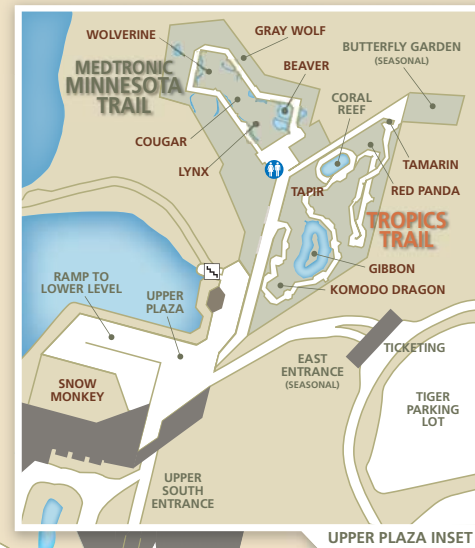 WOLVERINE
GRAY WOLF
BUTTERFLY GARDEN
(SEASONAL)
MEDTRONIC
MINNESOTA
TRAIL
BEAVER
CORAL
REEF
COUGAR
LYNX
TAMARIN
TAPIR
RED PANDA
TROPICS
TRAIL
GIBBON
KOMODO DRAGON
RAMP TO
LOWER LEVEL
UPPER
PLAZA
TICKETING
EAST
ENTRANCE
(SEASONAL)
SNOW
MONKEY
TIGER
PARKING
LOT
UPPER
SOUTH
ENTRANCE
UPPER PLAZA INSET